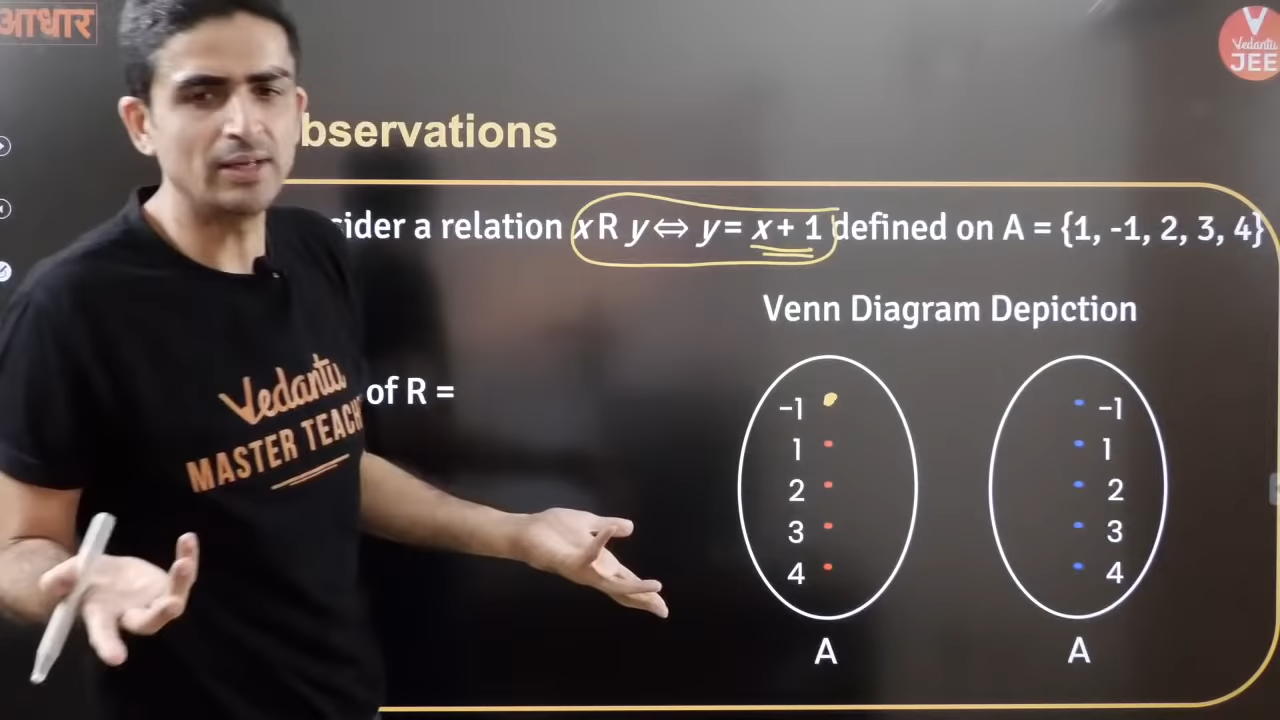 आधार
Vedantu
JEE
bservations
sider a relation x R y ⇔ y = x + 1 defined on A = {1, -1, 2, 3, 4}
Venn Diagram Depiction
of R =
-1
1
2
3
4
A
-1
1
2
3
4
A
Vedantu
MASTER TEACH